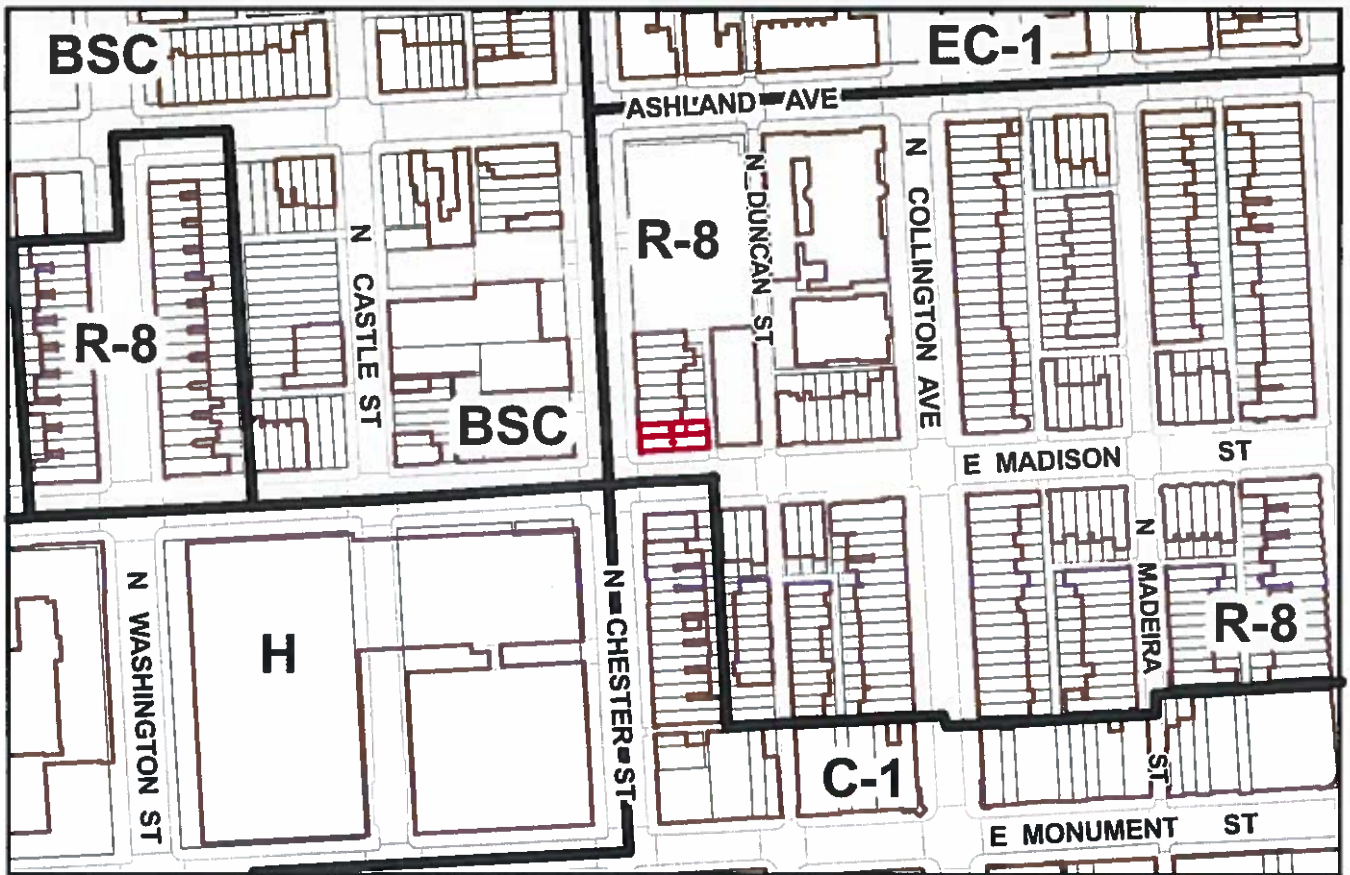 BSC
EC-1
ASHLAND AVE
N DUNCAN ST
N COLLINGTON AVE
R-8
N CASTLE ST
R-8
BSC
E MADISON ST
N WASHINGTON ST
H
N CHESTER ST
N MADEIRA ST
R-8
C-1
E MONUMENT ST